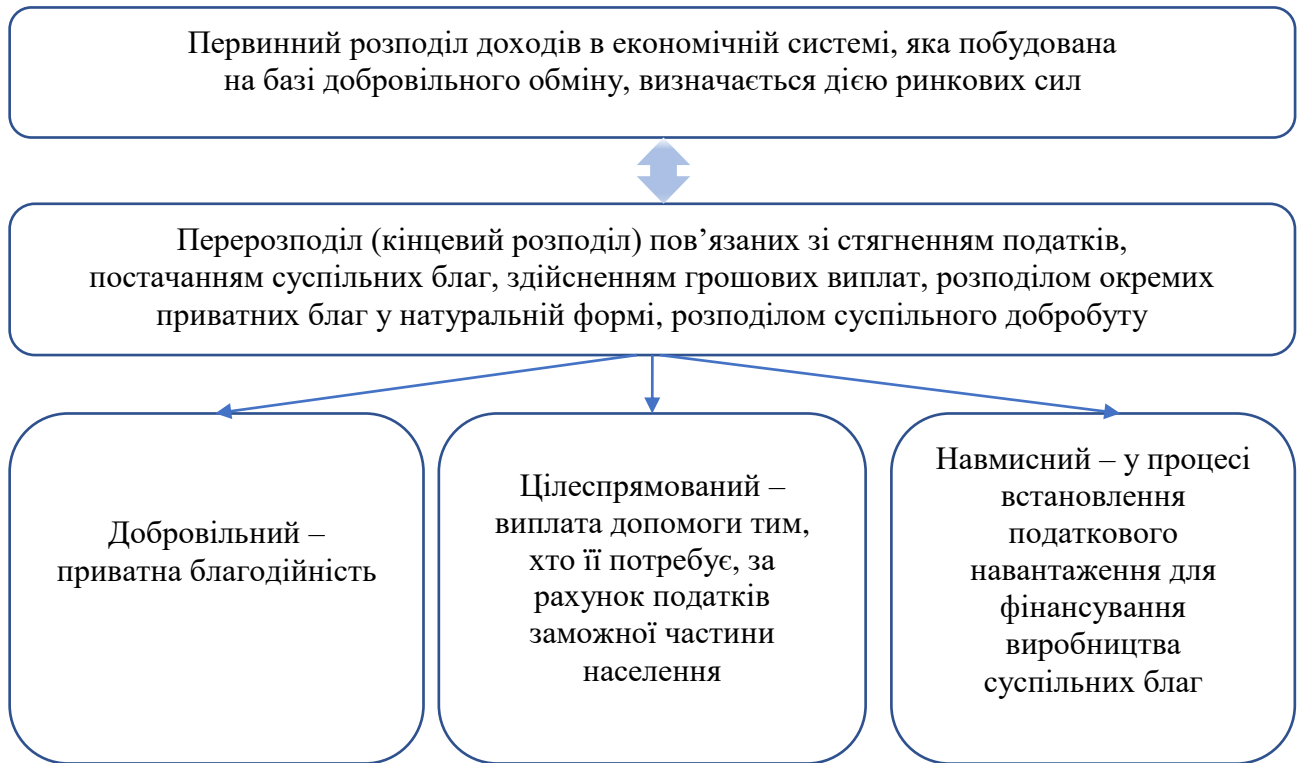 Первинний розподіл доходів в економічній системі, яка побудована
на базі добровільного обміну, визначається дією ринкових сил
Перерозподіл (кінцевий розподіл) пов’язаних зі стягненням податків,
постачанням суспільних благ, здійсненням грошових виплат, розподілом окремих
приватних благ у натуральній формі, розподілом суспільного добробуту
Добровільний –
приватна благодійність
Цілеспрямований –
виплата допомоги тим,
хто її потребує, за
рахунок податків
заможної частини
населення
Навмисний – у процесі
встановлення
податкового
навантаження для
фінансування
виробництва
суспільних благ